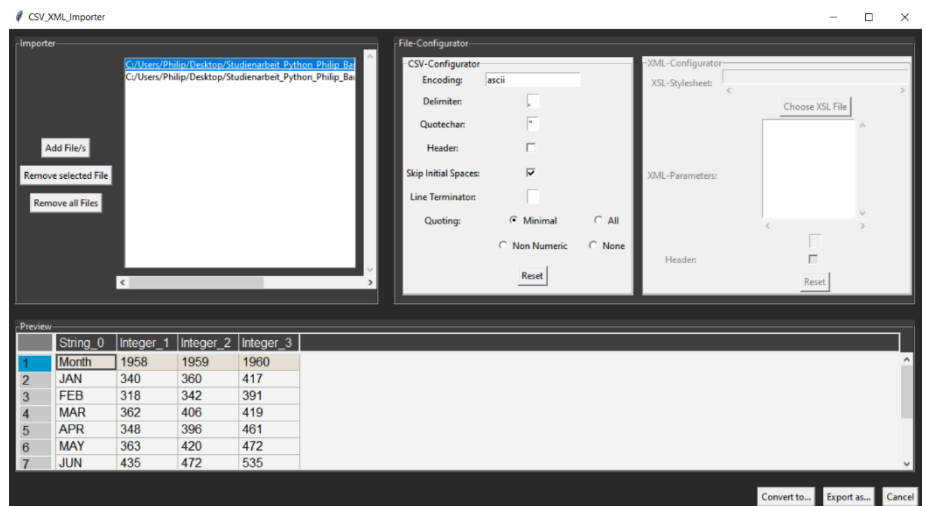 CSV_XML_Importer
Importer
C:/Users/Philip/Desktop/Studienarbeit_Python_Philip_Ba
C:/Users/Philip/Desktop/Studienarbeit_Python_Philip_Ba
Add File/s
Remove selected File
Remove all Files
File-Configurator
CSV-Configurator
Encoding: ascii
Delimiter: ,
Quotechar: "
Header:
Skip Initial Spaces:
Line Terminator:
Quoting: Minimal All
Non Numeric None
Reset
XML-Configurator
XSL-Stylesheet:
Choose XSL File
XML-Parameters:
Header:
Reset
Preview
String_0 Integer_1 Integer_2 Integer_3
1 Month 1958 1959 1960
2 JAN 340 360 417
3 FEB 318 342 391
4 MAR 362 406 419
5 APR 348 396 461
6 MAY 363 420 472
7 JUN 435 472 535
Convert to... Export as... Cancel